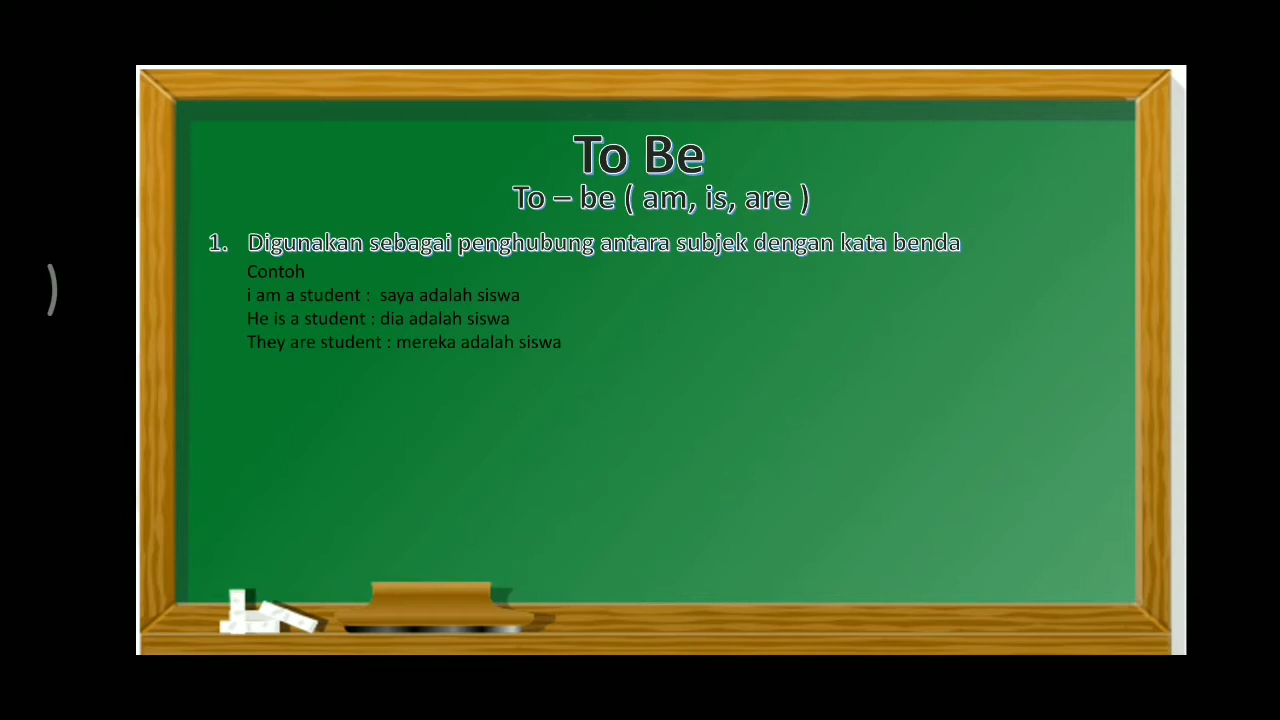 To Be
To – be ( am, is, are )
1. Digunakan sebagai penghubung antara subjek dengan kata benda
Contoh
i am a student : saya adalah siswa
He is a student : dia adalah siswa
They are student : mereka adalah siswa